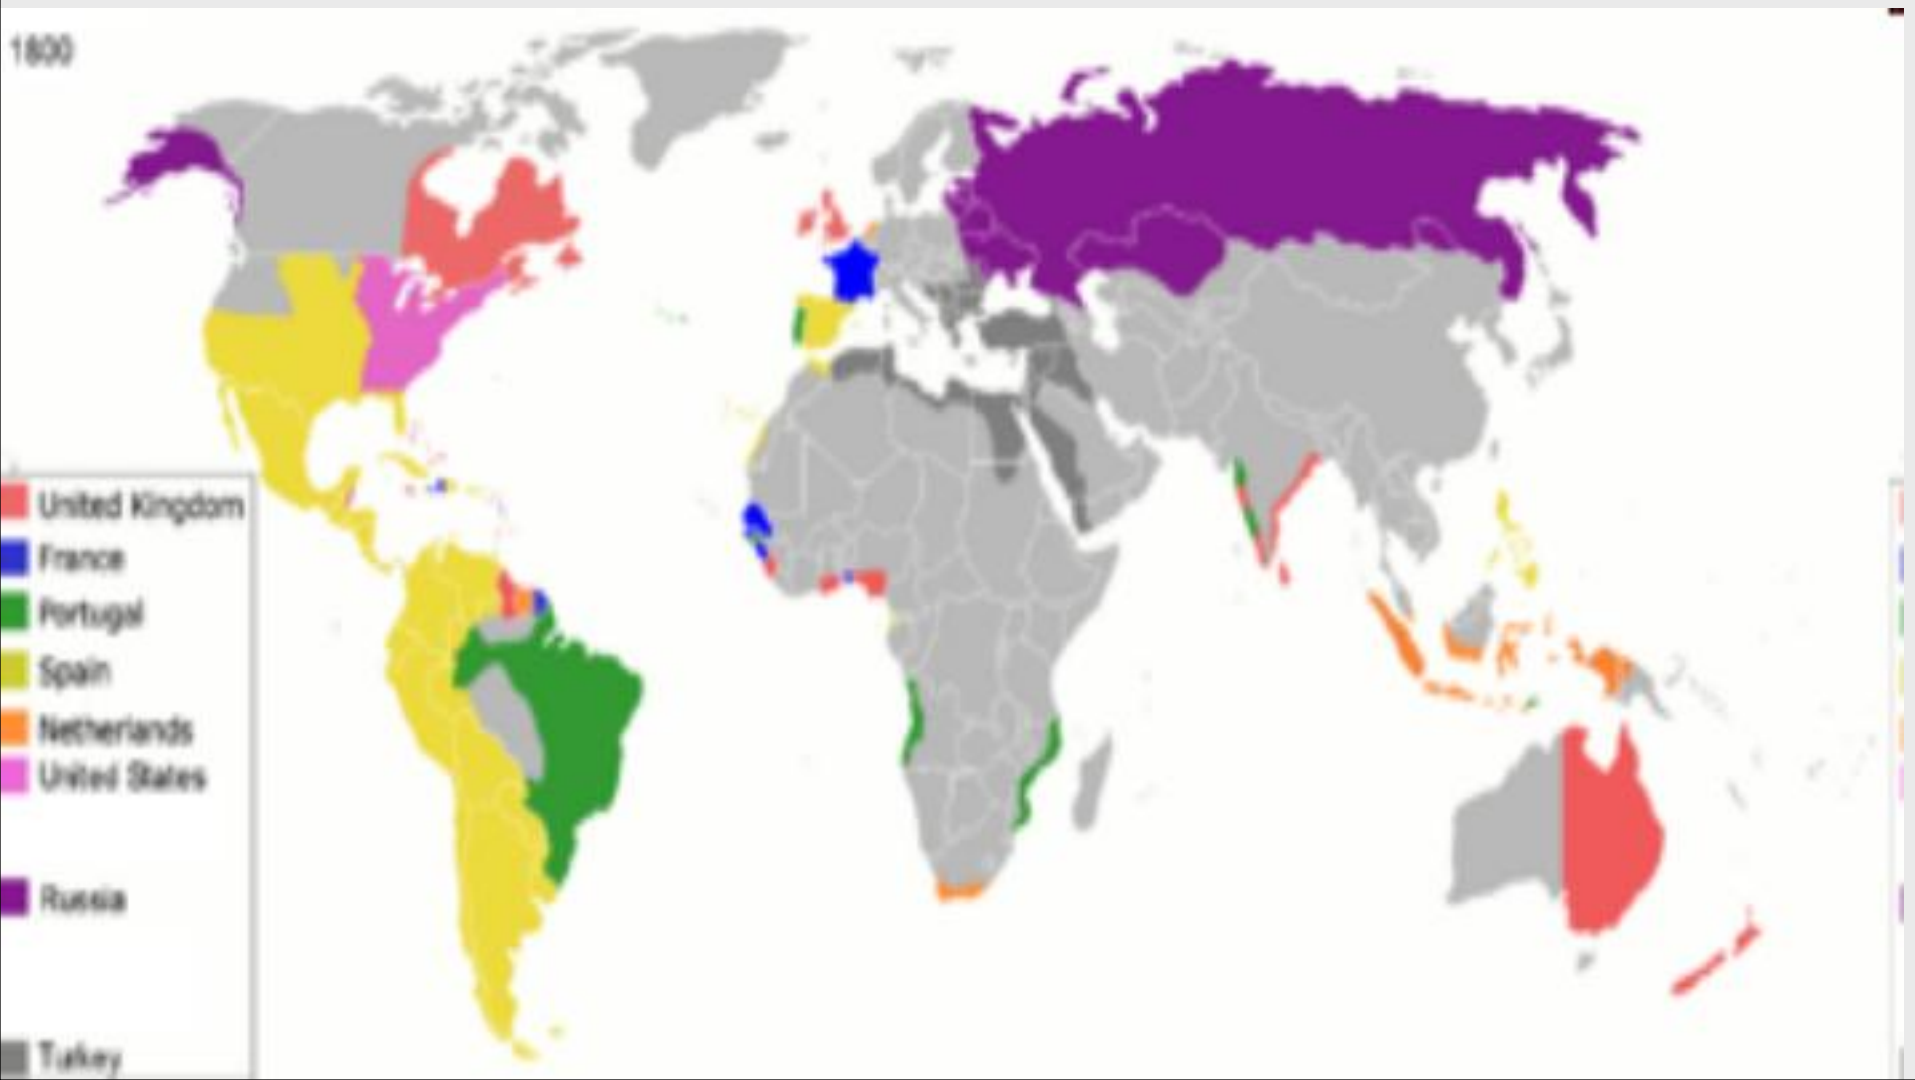 1800
United Kingdom
France
Portugal
Spain
Netherlands
United States
Russia
Turkey